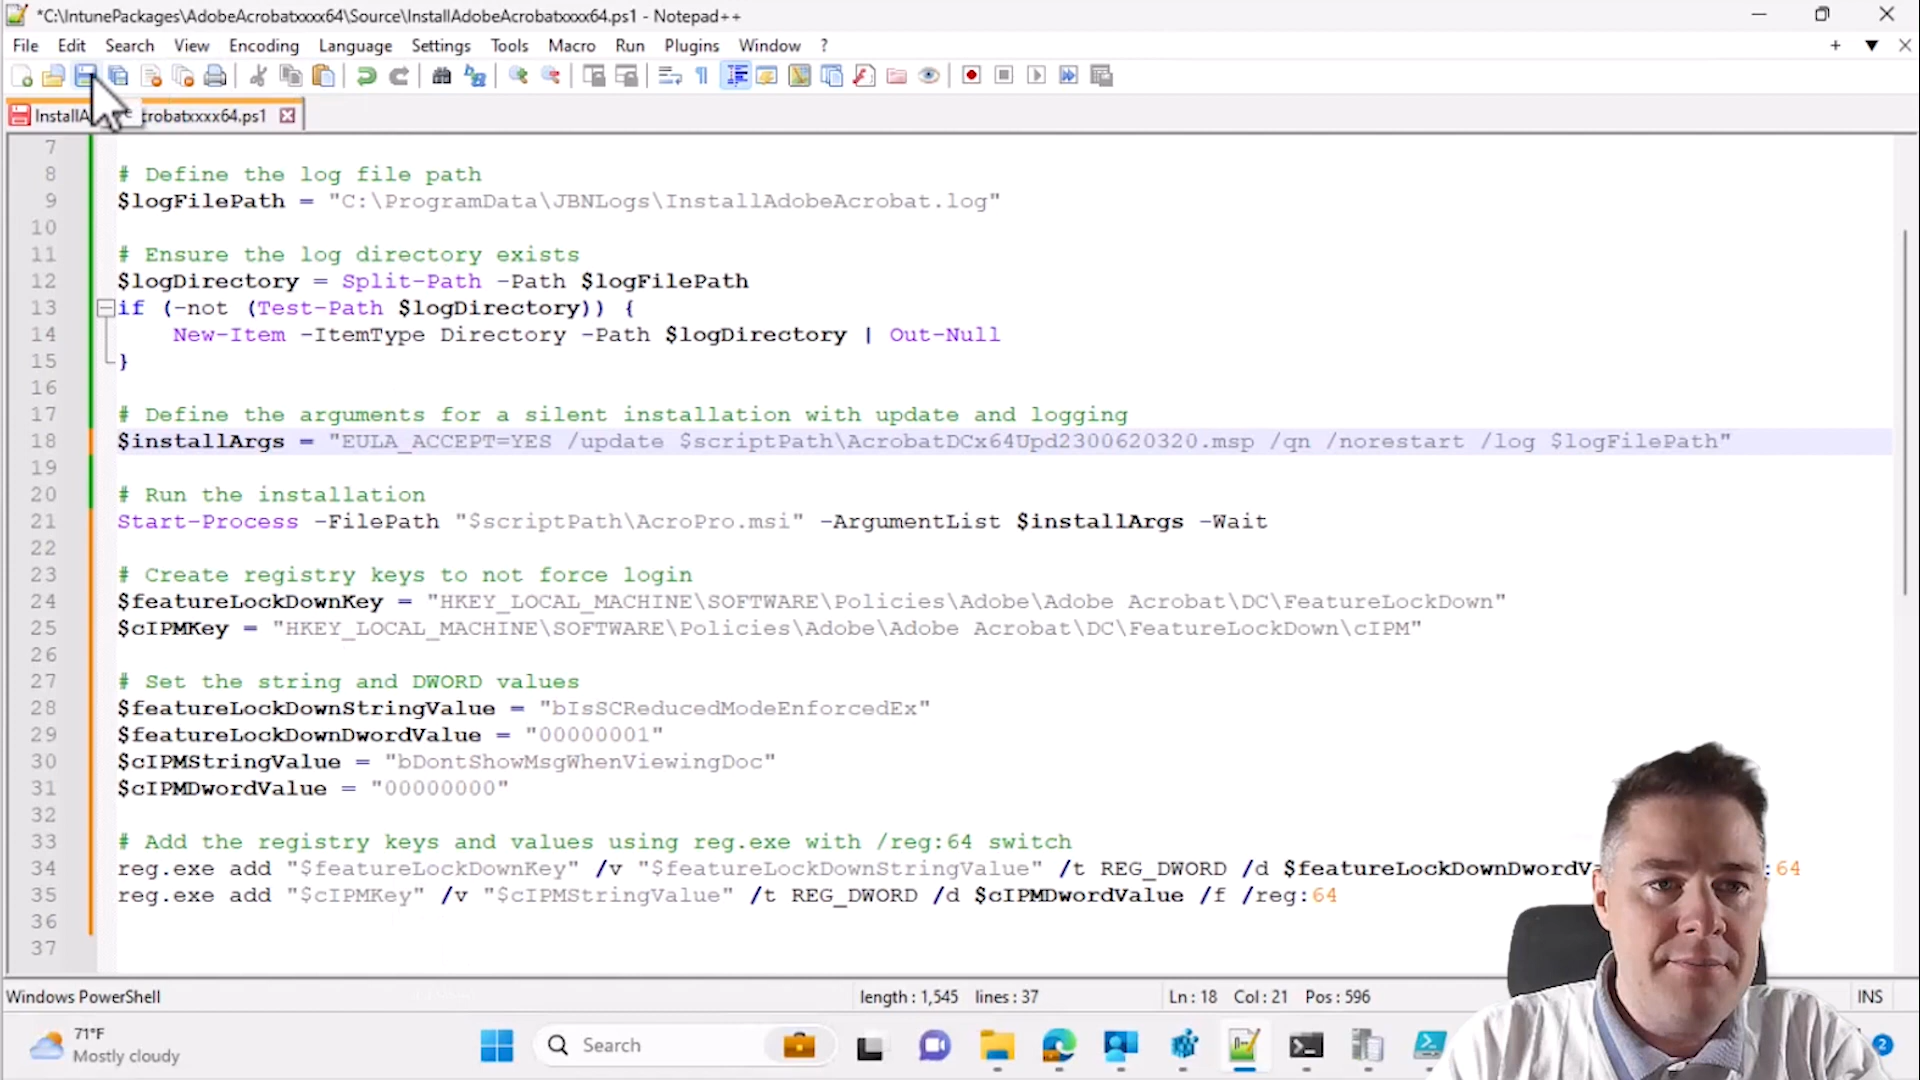 *C:\IntunePackages\AdobeAcrobatxxxx64\Source\InstallAdobeAcrobatxxxx64.ps1 - Notepad++
File Edit Search View Encoding Language Settings Tools Macro Run Plugins Window ?
robatxxxx64.ps1
7
8 # Define the log file path
9 $logFilePath = "C:\ProgramData\JBNLogs\InstallAdobeAcrobat.log"
10
11 # Ensure the log directory exists
12 $logDirectory = Split-Path -Path $logFilePath
13 if (-not (Test-Path $logDirectory)) {
14 New-Item -ItemType Directory -Path $logDirectory | Out-Null
15 }
16
17 # Define the arguments for a silent installation with update and logging
18 $installArgs = "EULA_ACCEPT=YES /update $scriptPath\AcrobatDCx64Upd2300620320.msp /qn /norestart /log $logFilePath"
19
20 # Run the installation
21 Start-Process -FilePath "$scriptPath\AcroPro.msi" -ArgumentList $installArgs -Wait
22
23 # Create registry keys to not force login
24 $featureLockDownKey = "HKEY_LOCAL_MACHINE\SOFTWARE\Policies\Adobe\Adobe Acrobat\DC\FeatureLockDown"
25 $cIPMKey = "HKEY_LOCAL_MACHINE\SOFTWARE\Policies\Adobe\Adobe Acrobat\DC\FeatureLockDown\cIPM"
26
27 # Set the string and DWORD values
28 $featureLockDownStringValue = "bIsSCReducedModeEnforcedEx"
29 $featureLockDownDwordValue = "00000001"
30 $cIPMStringValue = "bDontShowMsgWhenViewingDoc"
31 $cIPMDwordValue = "00000000"
32
33 # Add the registry keys and values using reg.exe with /reg:64 switch
34 reg.exe add "$featureLockDownKey" /v "$featureLockDownStringValue" /t REG_DWORD /d $featureLockDownDwordVa :64
35 reg.exe add "$cIPMKey" /v "$cIPMStringValue" /t REG_DWORD /d $cIPMDwordValue /f /reg:64
36
37
Windows PowerShell length : 1,545 lines : 37 Ln : 18 Col : 21 Pos : 596 INS
71°F
Mostly cloudy
Search
2